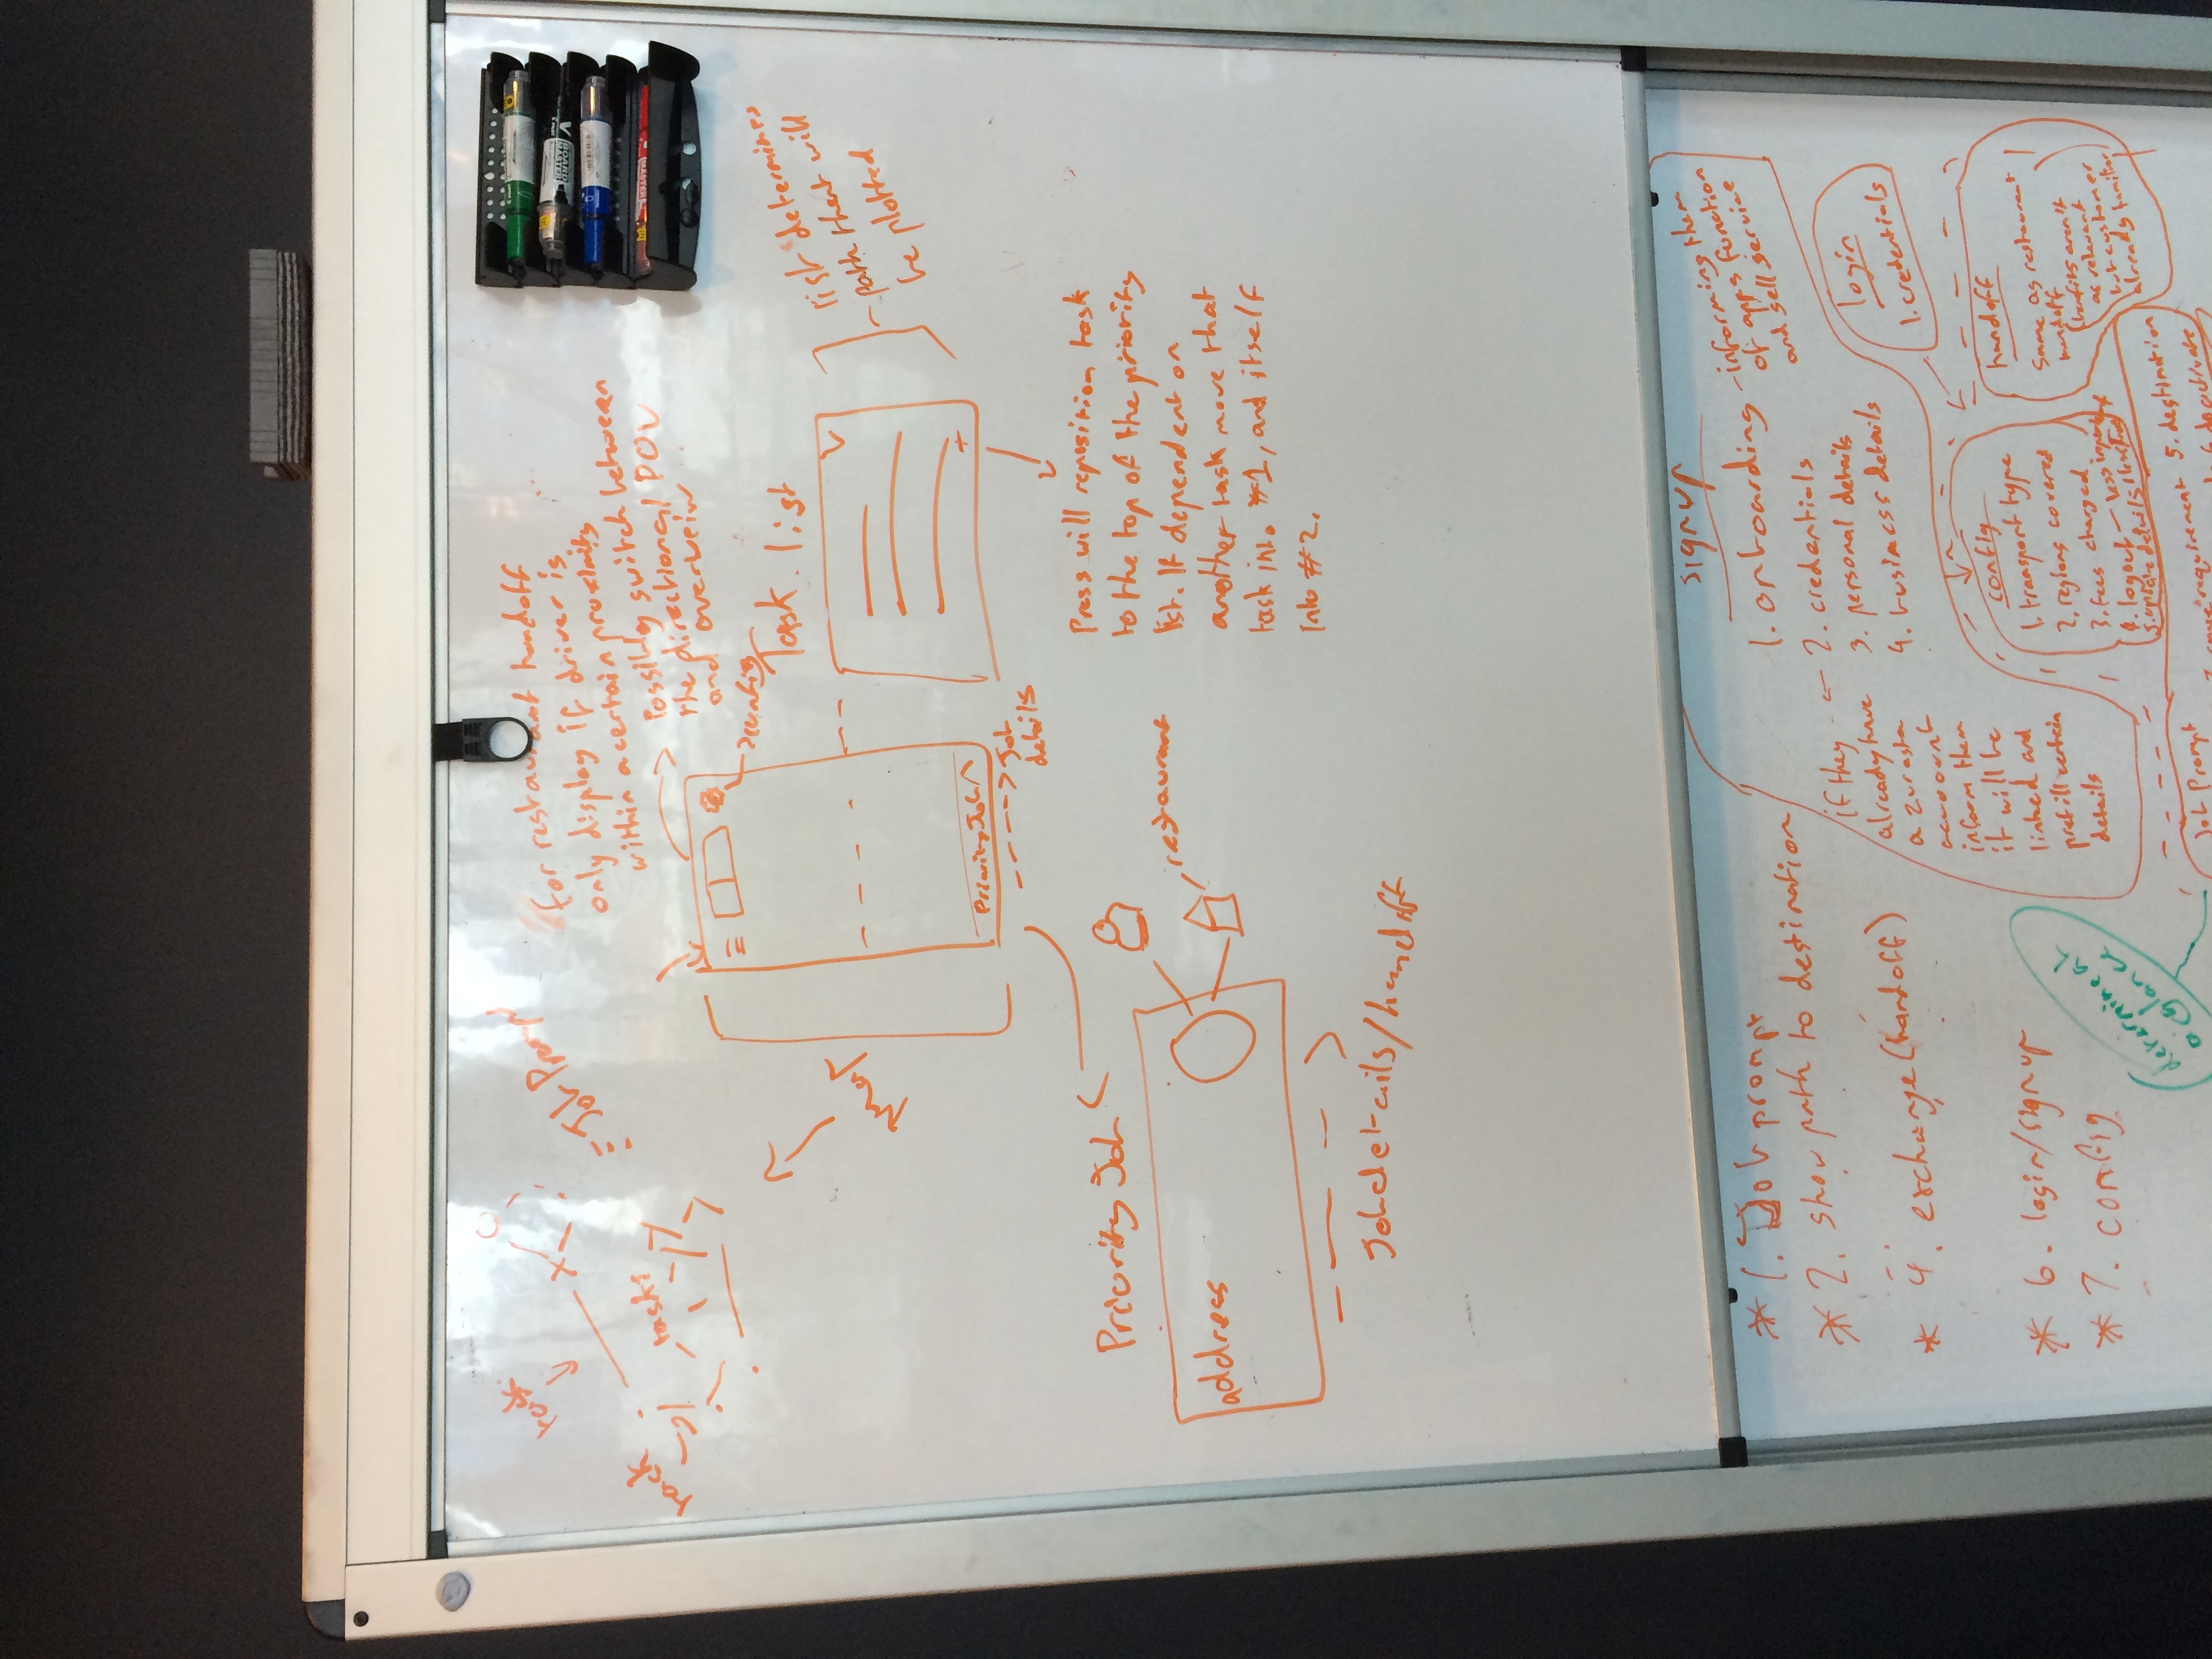 task
task
task
Job Prompt
for restaurant handoff
only display if driver is
within a certain proximity
Possibly switch between
the directional POV
and overveiw
config
Map
Priority Job
Job
details
Task list
list determines
path that will
be plotted
Press will reposition task
to the top of the priority
list. If dependent on
another task move that
task into #1, and itself
into #2.
Priority Job
address
restaurant
Job details/handoff
* 1. Job prompt
* 2. show path to destination
* 4. exchange (handoff)
* 6. login/signup
* 7. config
determine at
a glance
signup
1. onboarding - informing them
of apps function
and sell service
2. credentials
3. personal details
4. business details
if they
already have
a zurasta
account
inform them
it will be
linked and
prefill certain
details
login
1. credentials
config
1. transport type
2. regions covered
3. fees charged
4. logout - less important
5. update details
handoff
Same as restaurant
handoff
(benefits aren't
as relevant
but customer
already familiar
Job Prompt
requirement 5. destination
deactivate